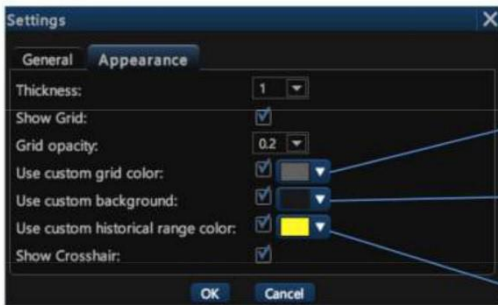 Settings
General Appearance
Thickness: 1
Show Grid:
Grid opacity: 0.2
Use custom grid color:
Use custom background:
Use custom historical range color:
Show Crosshair:
OK Cancel